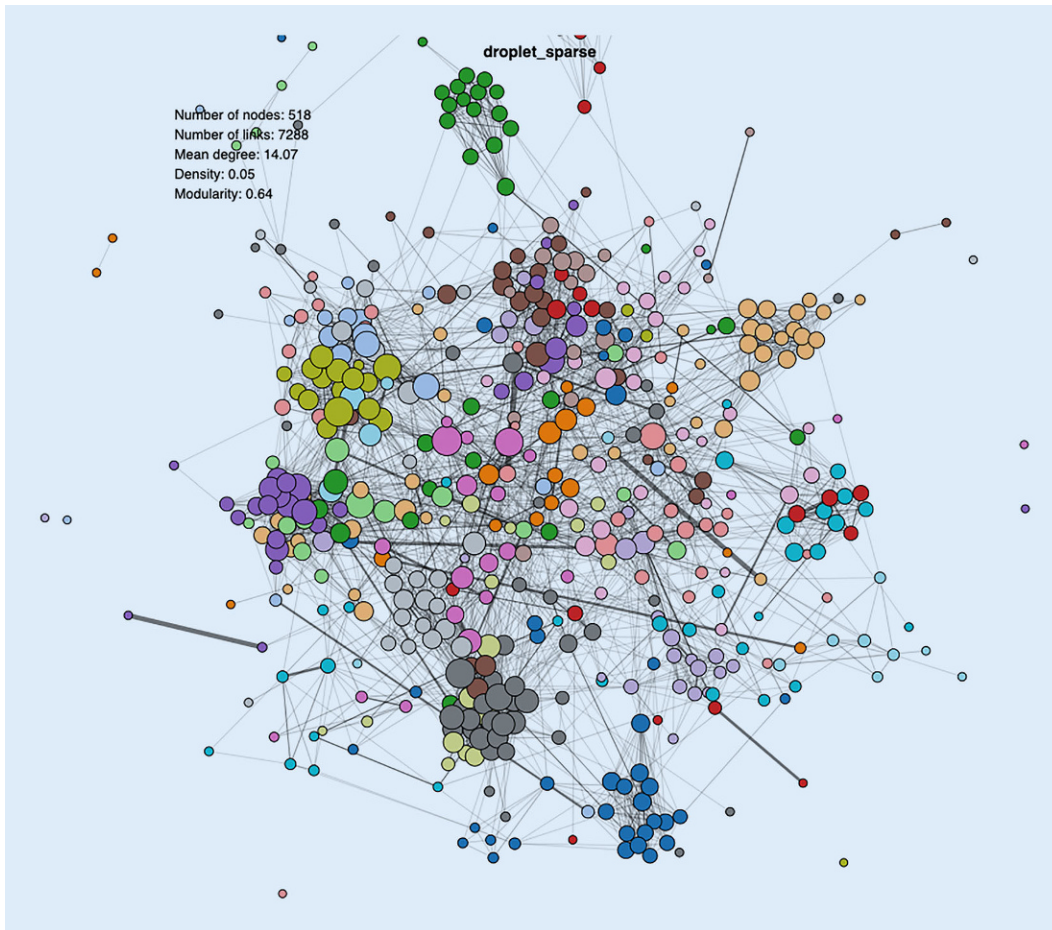 droplet_sparse
Number of nodes: 518
Number of links: 7288
Mean degree: 14.07
Density: 0.05
Modularity: 0.64